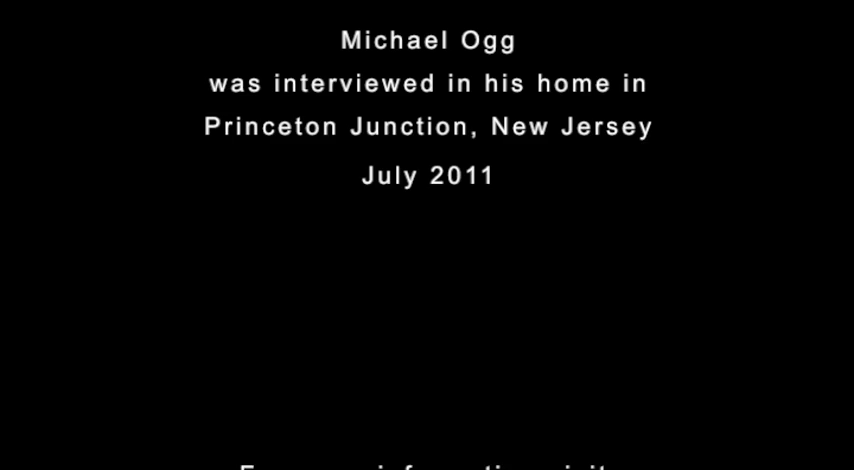 Michael Ogg
was interviewed in his home in
Princeton Junction, New Jersey
July 2011